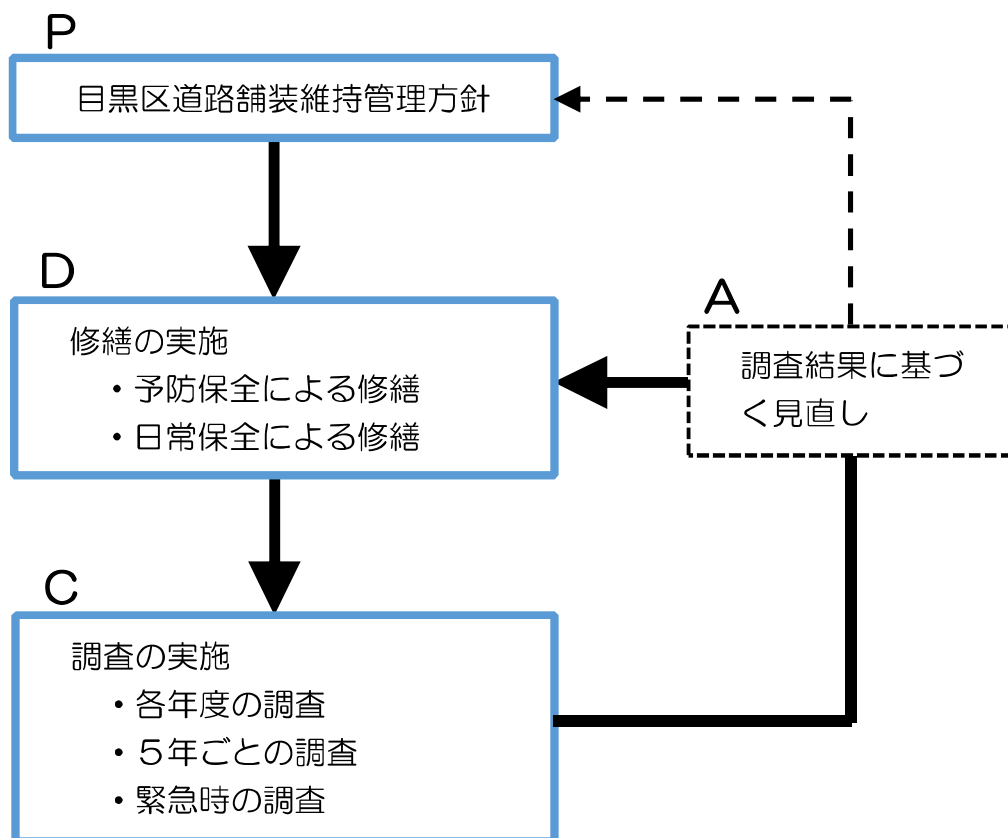 P
目黒区道路舗装維持管理方針
D
修繕の実施
・予防保全による修繕
・日常保全による修繕
A
調査結果に基づ
く見直し
C
調査の実施
・各年度の調査
・５年ごとの調査
・緊急時の調査